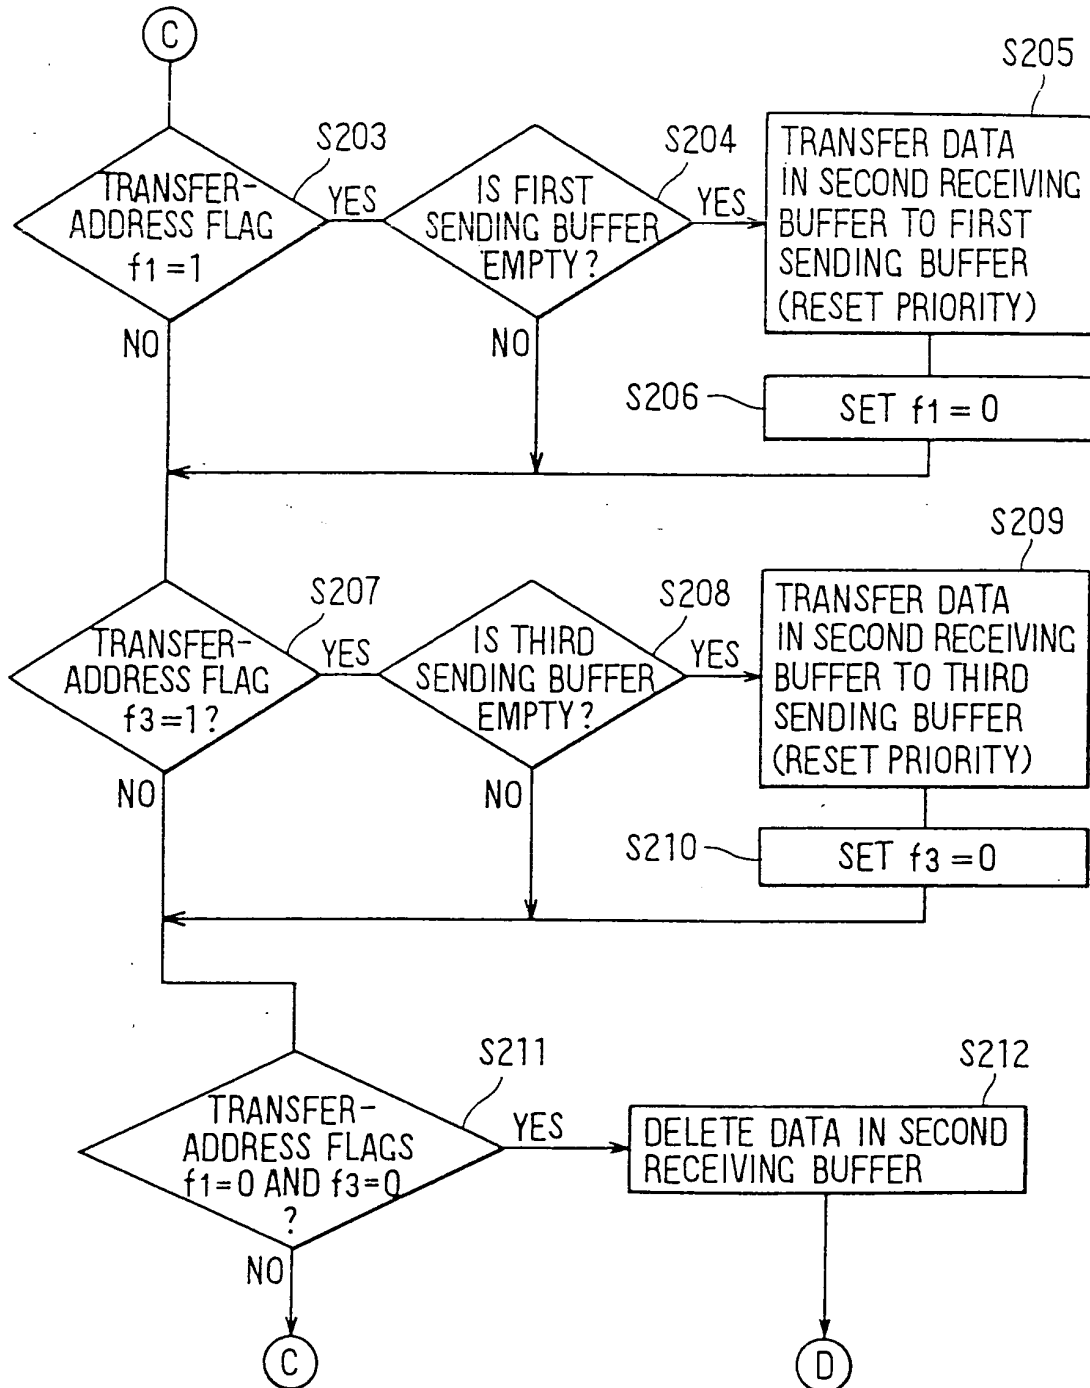 C
S203
TRANSFER-
ADDRESS FLAG
f1=1
YES
NO
S204
IS FIRST
SENDING BUFFER
EMPTY?
YES
NO
S205
TRANSFER DATA
IN SECOND RECEIVING
BUFFER TO FIRST
SENDING BUFFER
(RESET PRIORITY)
S206
SET f1=0
S207
TRANSFER-
ADDRESS FLAG
f3=1?
YES
NO
S208
IS THIRD
SENDING BUFFER
EMPTY?
YES
NO
S209
TRANSFER DATA
IN SECOND RECEIVING
BUFFER TO THIRD
SENDING BUFFER
(RESET PRIORITY)
S210
SET f3=0
S211
TRANSFER-
ADDRESS FLAGS
f1=0 AND f3=0
?
YES
NO
S212
DELETE DATA IN SECOND
RECEIVING BUFFER
C
D